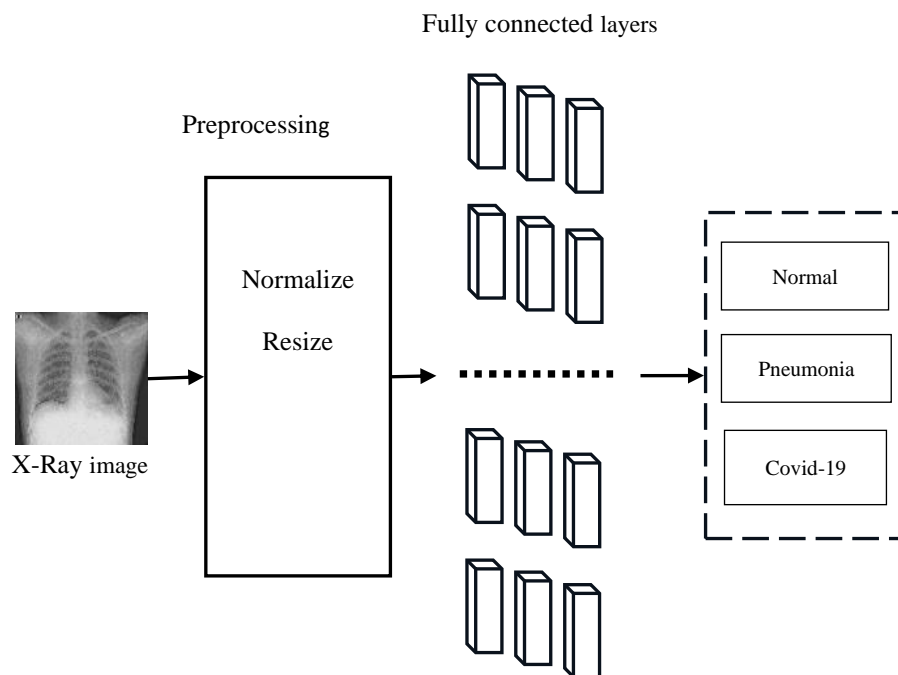 Fully connected layers
Preprocessing
Normalize
Resize
X-Ray image
Normal
Pneumonia
Covid-19